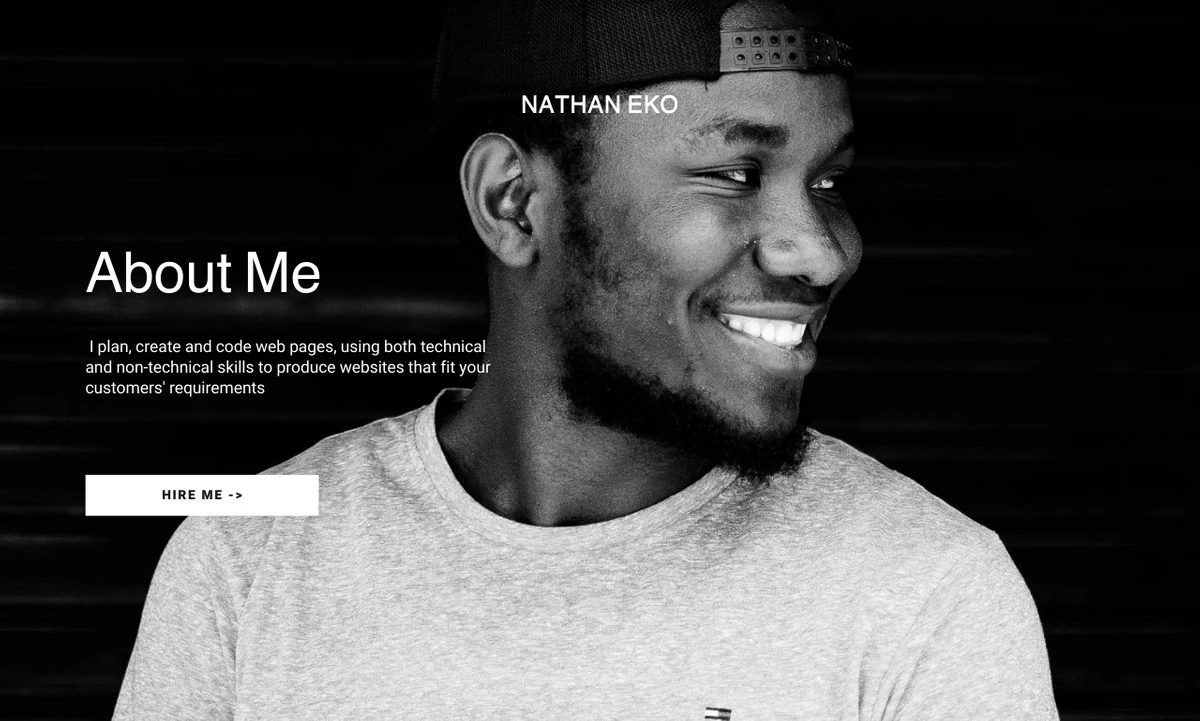 NATHAN EKO
About Me
I plan, create and code web pages, using both technical
and non-technical skills to produce websites that fit your
customers' requirements
HIRE ME ->